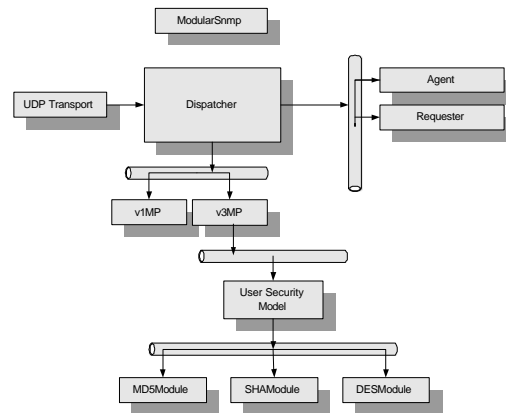 ModularSnmp
UDP Transport
Dispatcher
Agent
Requester
v1MP
v3MP
User Security
Model
MD5Module
SHAModule
DESModule